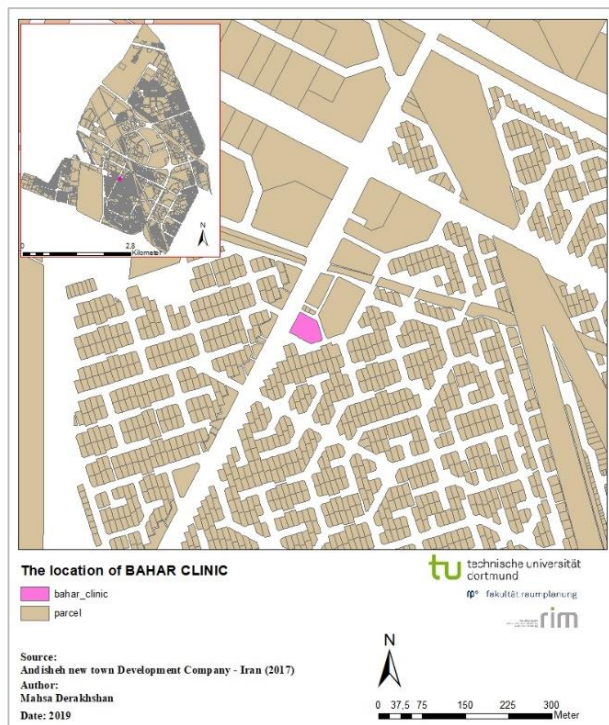 N
0
2,8
Kilometer
The location of BAHAR CLINIC
bahar_clinic
parcel
tu technische universität
dortmund
rp° fakultät raumplanung
rim
Source:
Andisheh new town Development Company - Iran (2017)
Author:
Mahsa Derakhshan
Date: 2019
N
0 37,5 75 150 225 300
Meter